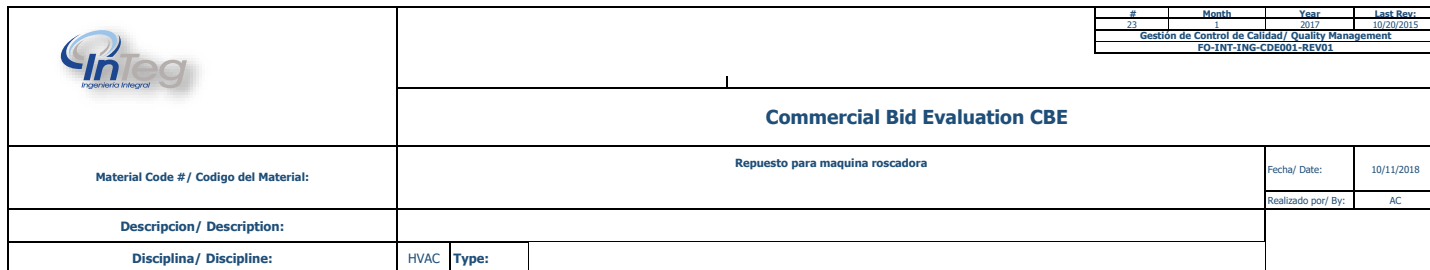 # Month Year Last Rev:
23 1 2017 10/20/2015
Gestión de Control de Calidad/ Quality Management
FO-INT-ING-CDE001-REV01
InTeg
Ingeniería Integral
Commercial Bid Evaluation CBE
Material Code #/ Codigo del Material:
Repuesto para maquina roscadora
Fecha/ Date: 10/11/2018
Realizado por/ By: AC
Descripcion/ Description:
Disciplina/ Discipline: HVAC Type: